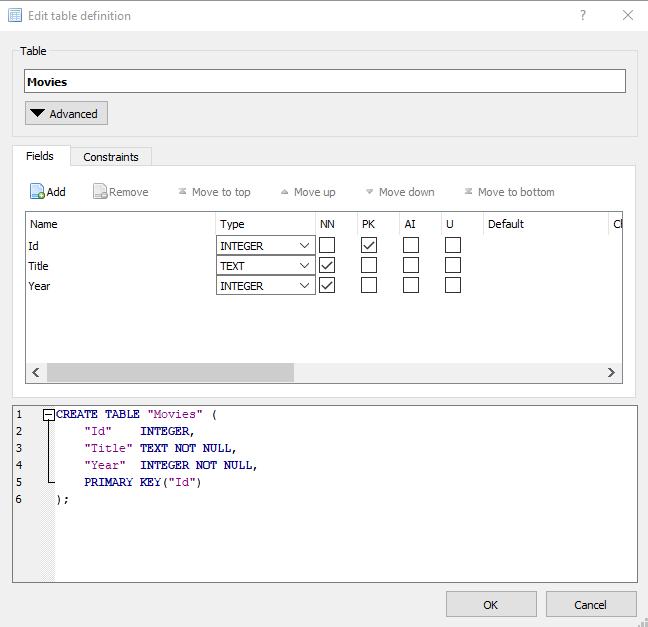 Edit table definition ? ×
Table
Movies
Advanced
Fields Constraints
Add Remove Move to top Move up Move down Move to bottom
Name Type NN PK AI U Default
Id INTEGER
Title TEXT
Year INTEGER
1 CREATE TABLE "Movies" (
2 "Id" INTEGER,
3 "Title" TEXT NOT NULL,
4 "Year" INTEGER NOT NULL,
5 PRIMARY KEY("Id")
6 );
OK Cancel